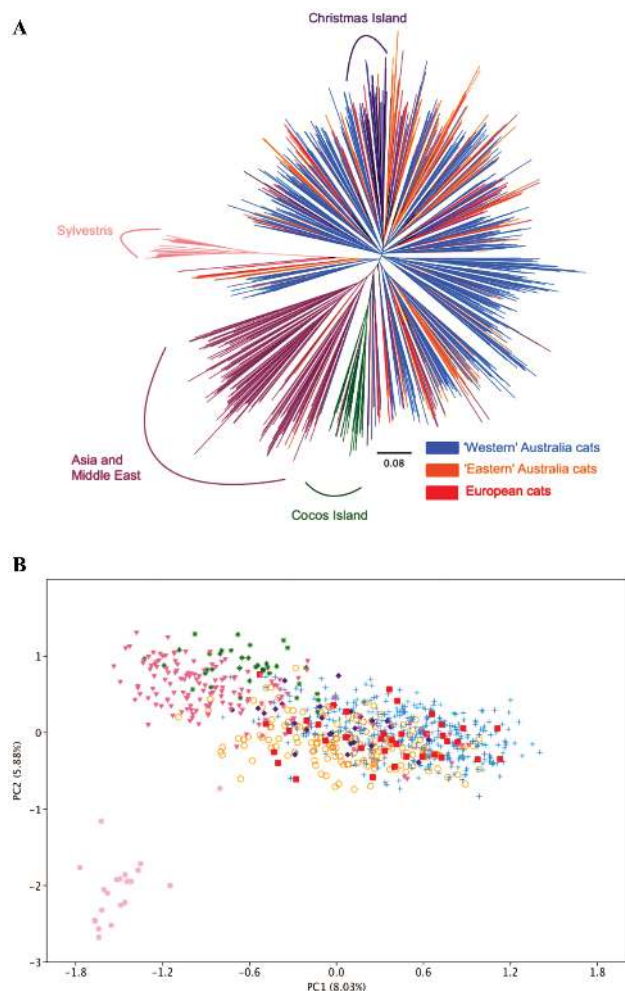 A
Christmas Island
Sylvestris
Asia and
Middle East
Cocos Island
0.08
'Western' Australia cats
'Eastern' Australia cats
European cats
B
PC2 (5.88%)
1
0
−1
−2
−3
−1.8
−1.2
−0.6
0.0
0.6
1.2
1.8
PC1 (8.03%)